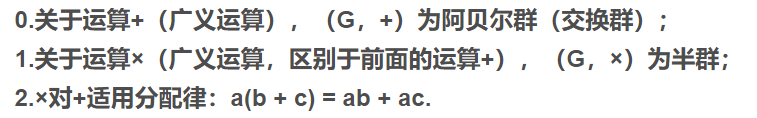 0.关于运算+（广义运算），（G，+）为阿贝尔群（交换群）；
1.关于运算×（广义运算，区别于前面的运算+），（G，×）为半群；
2.×对+适用分配律：a(b + c) = ab + ac.